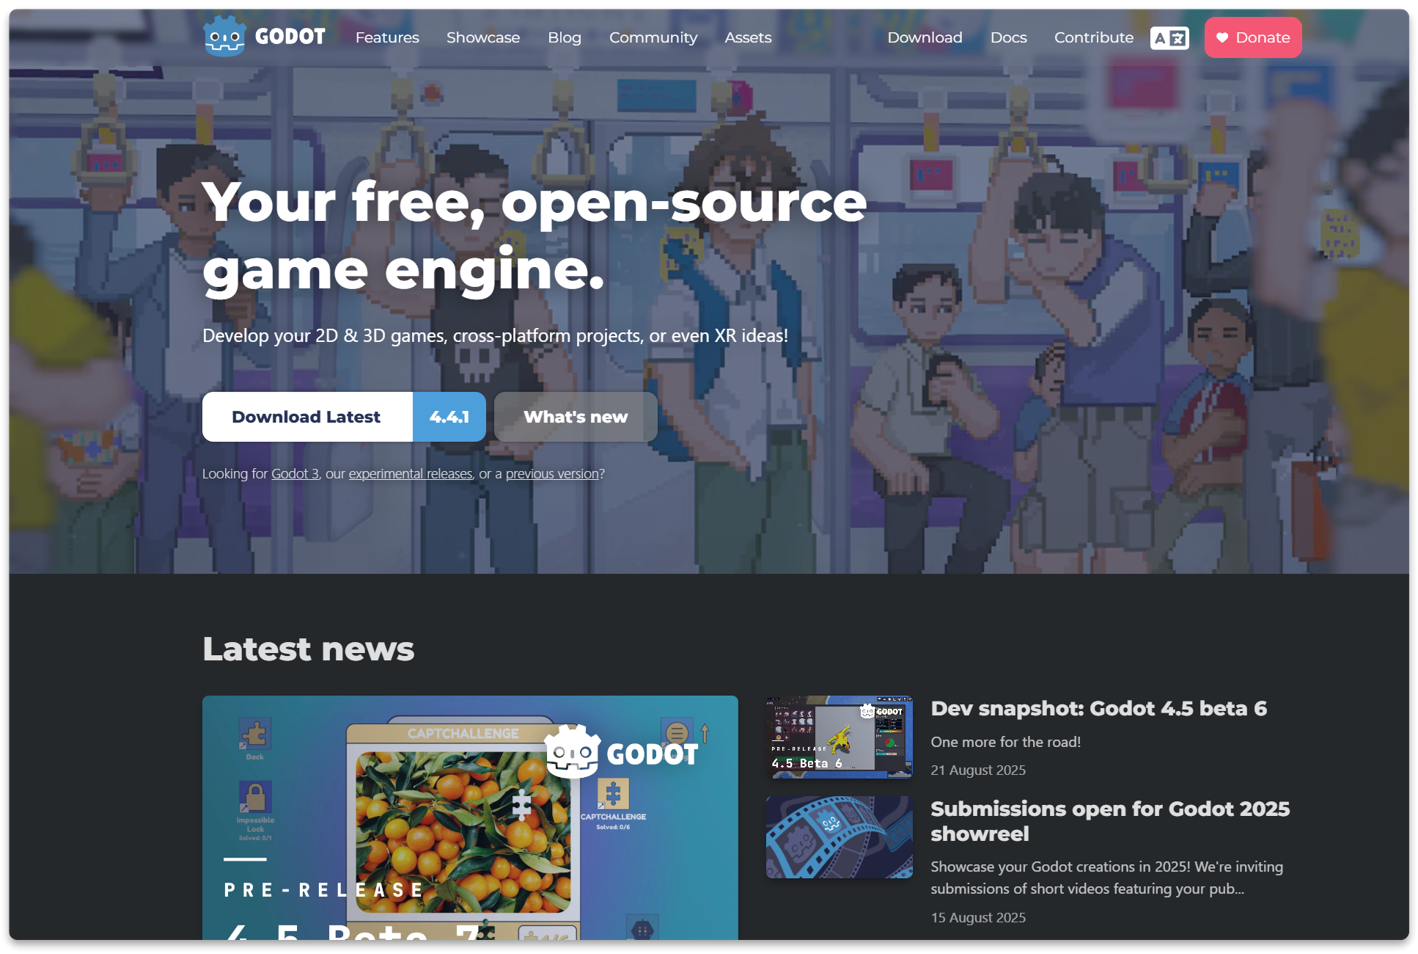 GODOT Features Showcase Blog Community Assets Download Docs Contribute Donate
Your free, open-source
game engine.
Develop your 2D & 3D games, cross-platform projects, or even XR ideas!
Download Latest 4.4.1 What's new
Looking for Godot 3, our experimental releases, or a previous version?
Latest news
CAPTCHALLENGE
GODOT
Dock
Impossible
Lock
Solved: 0/1
CAPTCHALLENGE
Solved: 0/6
PRE-RELEASE
4.5 Beta 7
GODOT
PRE-RELEASE
4.5 Beta 6
Dev snapshot: Godot 4.5 beta 6
One more for the road!
21 August 2025
Submissions open for Godot 2025
showreel
Showcase your Godot creations in 2025! We're inviting
submissions of short videos featuring your pub...
15 August 2025